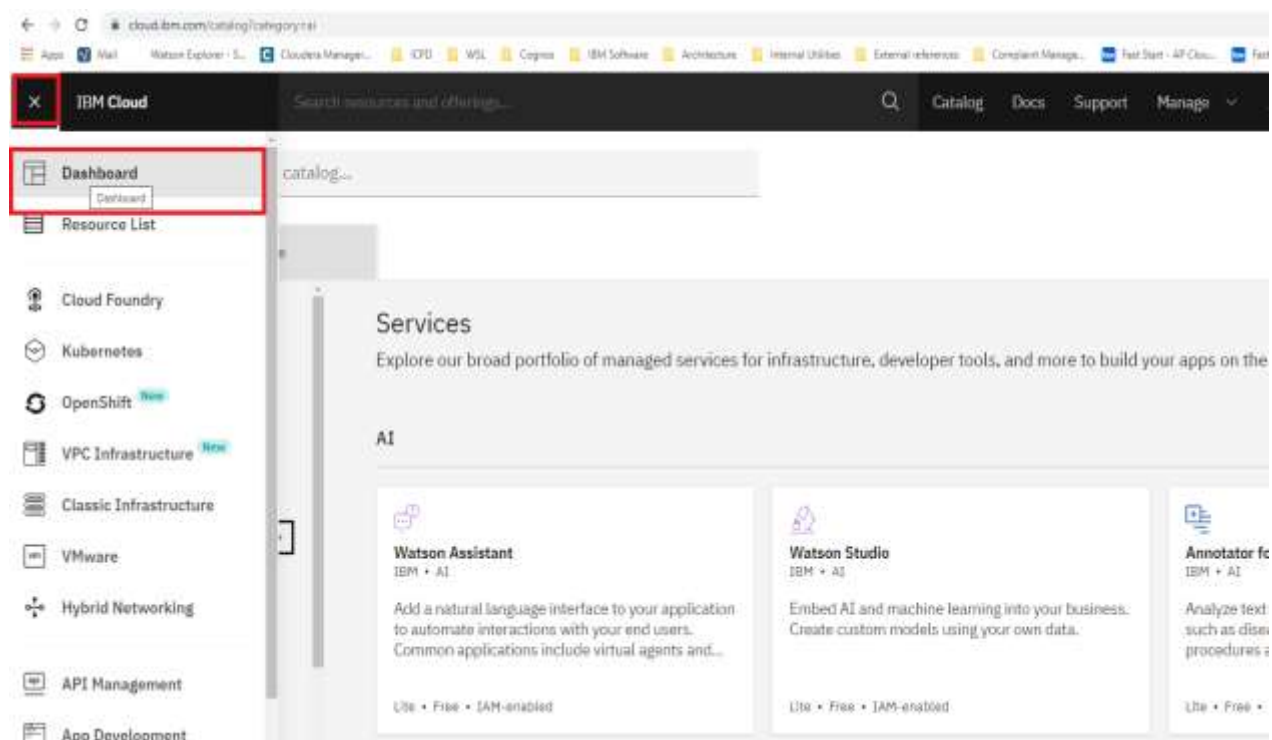 cloud.ibm.com/catalog?category=ai
Apps Mail Watson Explorer - S... Cloudera Manager... ICPD WSL Cognos IBM Software Architecture Internal Utilities External references Complaint Manage... Fast Start - AP Clou... Fast
IBM Cloud Search resources and offerings... Catalog Docs Support Manage
Dashboard
catalog...
Dashboard
Resource List
Cloud Foundry
Services
Kubernetes
Explore our broad portfolio of managed services for infrastructure, developer tools, and more to build your apps on the
OpenShift New
AI
VPC Infrastructure New
Classic Infrastructure
VMware
Hybrid Networking
API Management
App Development
Watson Assistant
IBM • AI
Add a natural language interface to your application
to automate interactions with your end users.
Common applications include virtual agents and...
Lite • Free • IAM-enabled
Watson Studio
IBM • AI
Embed AI and machine learning into your business.
Create custom models using your own data.
Lite • Free • IAM-enabled
Annotator fo
IBM • AI
Analyze text
such as dise
procedures a
Lite • Free •